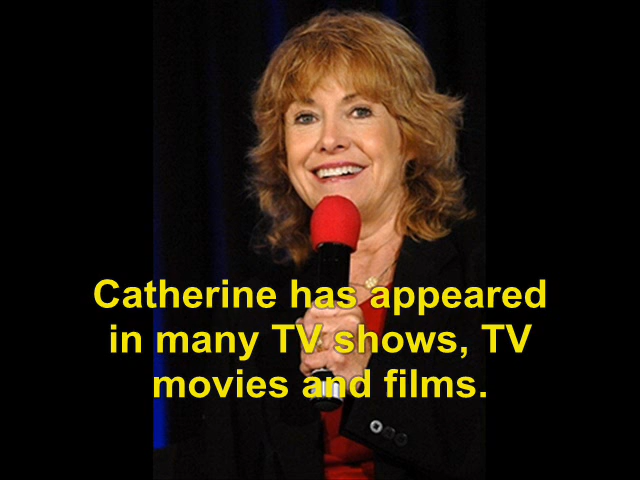 Catherine has appeared
in many TV shows, TV
movies and films.